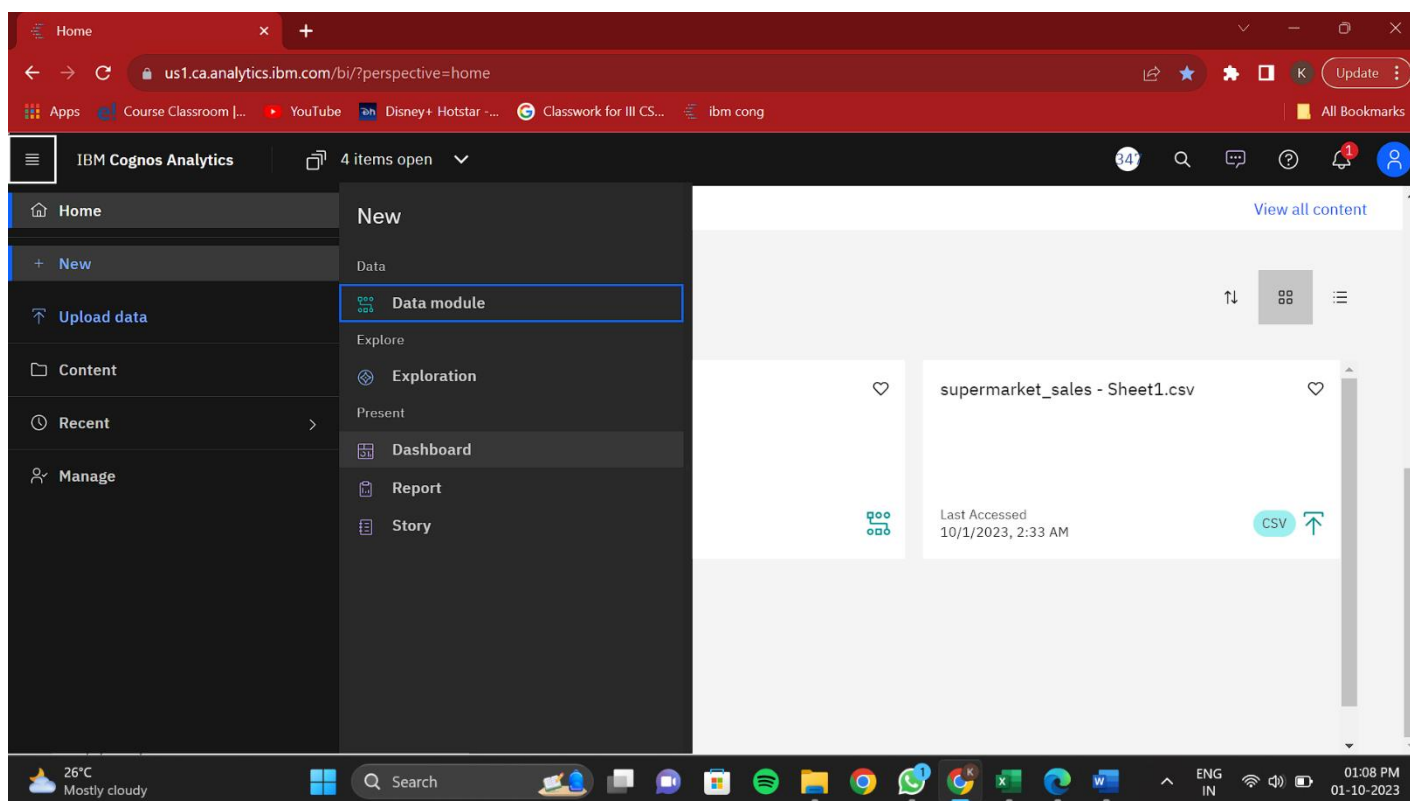 Home
us1.ca.analytics.ibm.com/bi/?perspective=home
K
Update
Apps
Course Classroom |...
YouTube
Disney+ Hotstar -...
Classwork for III CS...
ibm cong
All Bookmarks
IBM Cognos Analytics
4 items open
347
1
Home
New
View all content
New
Data
Data module
Upload data
Explore
Content
Exploration
supermarket_sales - Sheet1.csv
Recent
Present
Dashboard
Manage
Report
Story
Last Accessed
10/1/2023, 2:33 AM
CSV
26°C
Mostly cloudy
Search
1
K
ENG
IN
01:08 PM
01-10-2023